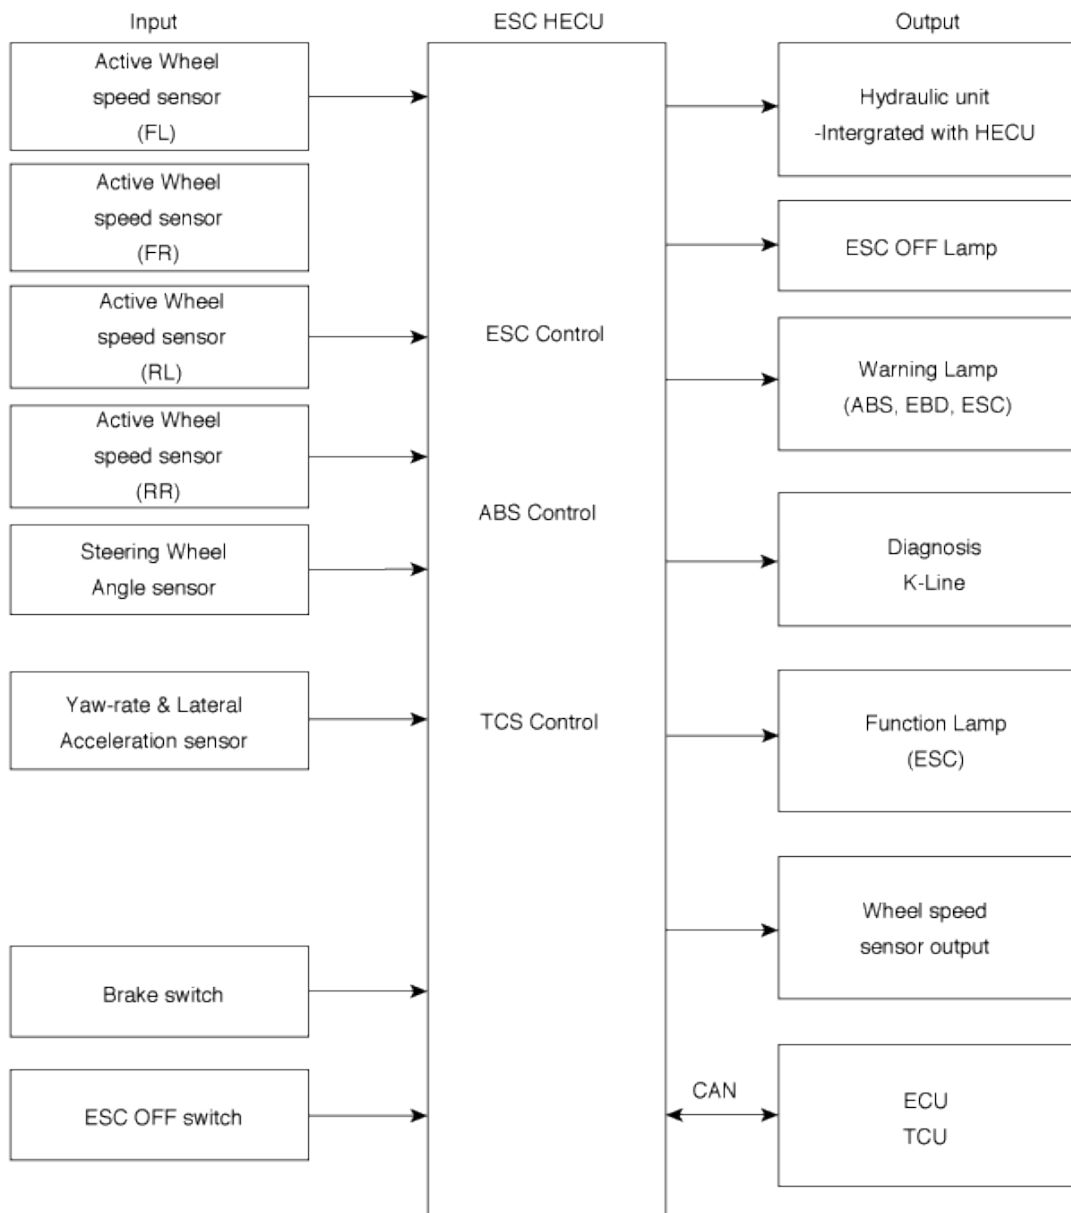 Input
ESC HECU
Output
Active Wheel
speed sensor
(FL)
Active Wheel
speed sensor
(FR)
Active Wheel
speed sensor
(RL)
Active Wheel
speed sensor
(RR)
Steering Wheel
Angle sensor
Yaw-rate & Lateral
Acceleration sensor
Brake switch
ESC OFF switch
ESC Control
ABS Control
TCS Control
Hydraulic unit
-Intergrated with HECU
ESC OFF Lamp
Warning Lamp
(ABS, EBD, ESC)
Diagnosis
K-Line
Function Lamp
(ESC)
Wheel speed
sensor output
CAN
ECU
TCU